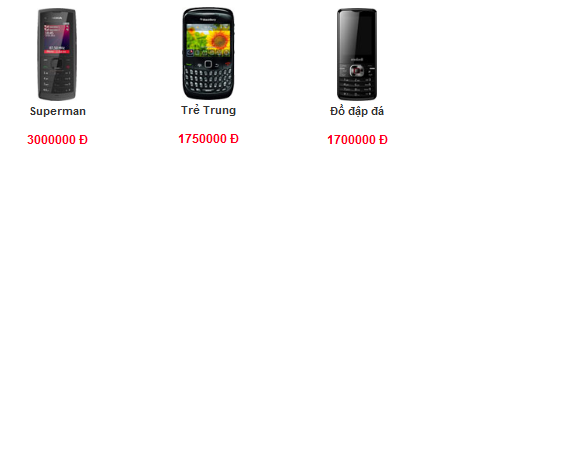 Superman
3000000 Đ
Trẻ Trung
1750000 Đ
Đồ đập đá
1700000 Đ